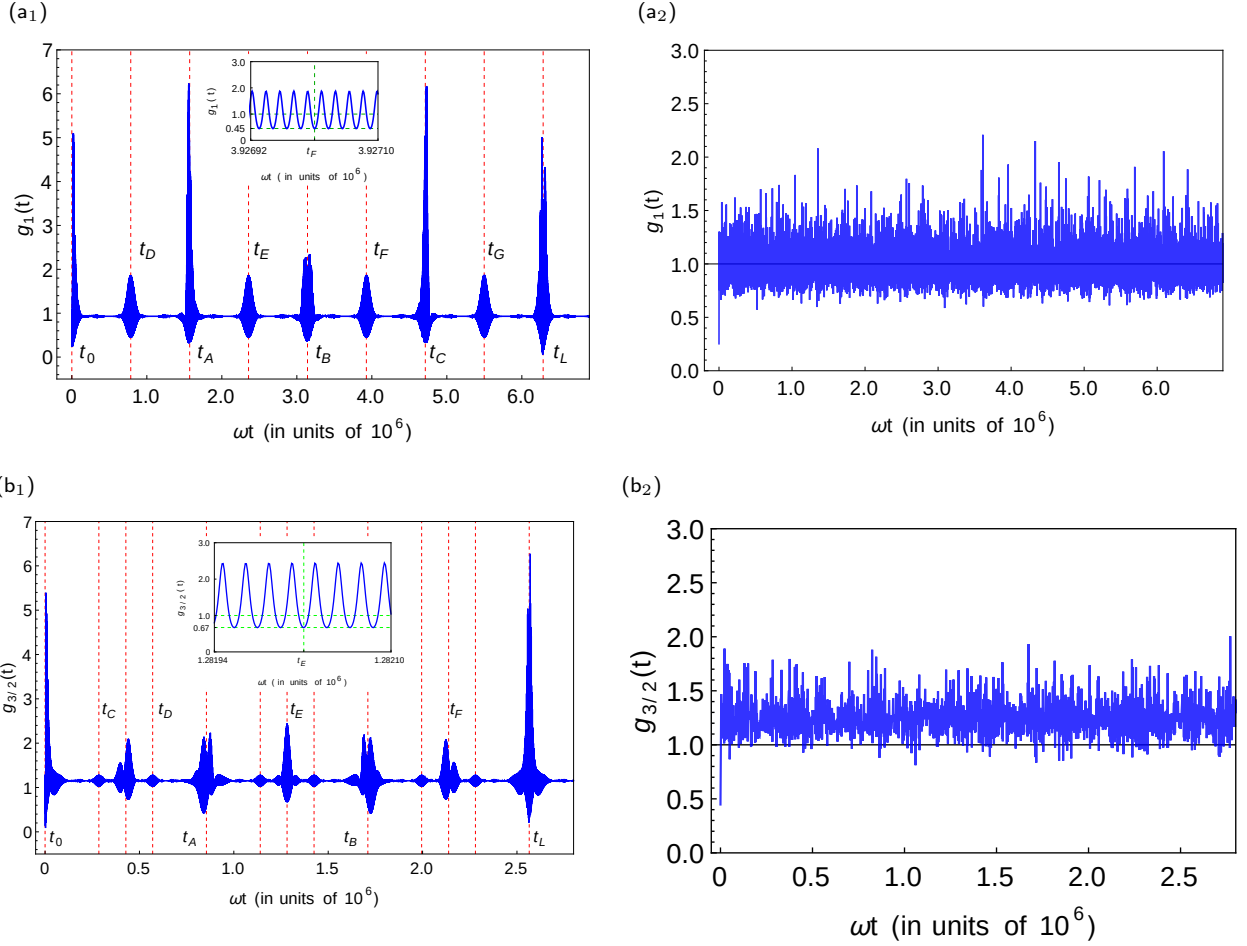 (a₁)
7
6
5
4
3
2
1
0
g₁(t)
3.0
2.0
1.0
0.45
0
g₁(t)
3.92692
t_F
3.92710
ωt (in units of 10⁶)
t_D
t_E
t_F
t_G
t₀
t_A
t_B
t_C
t_L
0
1.0
2.0
3.0
4.0
5.0
6.0
ωt (in units of 10⁶)
(a₂)
3.0
2.5
2.0
1.5
1.0
0.5
0.0
g₁(t)
0
1.0
2.0
3.0
4.0
5.0
6.0
ωt (in units of 10⁶)
(b₁)
7
6
5
4
3
2
1
0
g₃/₂(t)
3.0
2.0
1.0
0.67
0
g₃/₂(t)
1.28194
t_E
1.28210
ωt (in units of 10⁶)
t_C
t_D
t_E
t_F
t₀
t_A
t_B
t_L
0
0.5
1.0
1.5
2.0
2.5
ωt (in units of 10⁶)
(b₂)
3.0
2.5
2.0
1.5
1.0
0.5
0.0
g₃/₂(t)
0
0.5
1.0
1.5
2.0
2.5
ωt (in units of 10⁶)